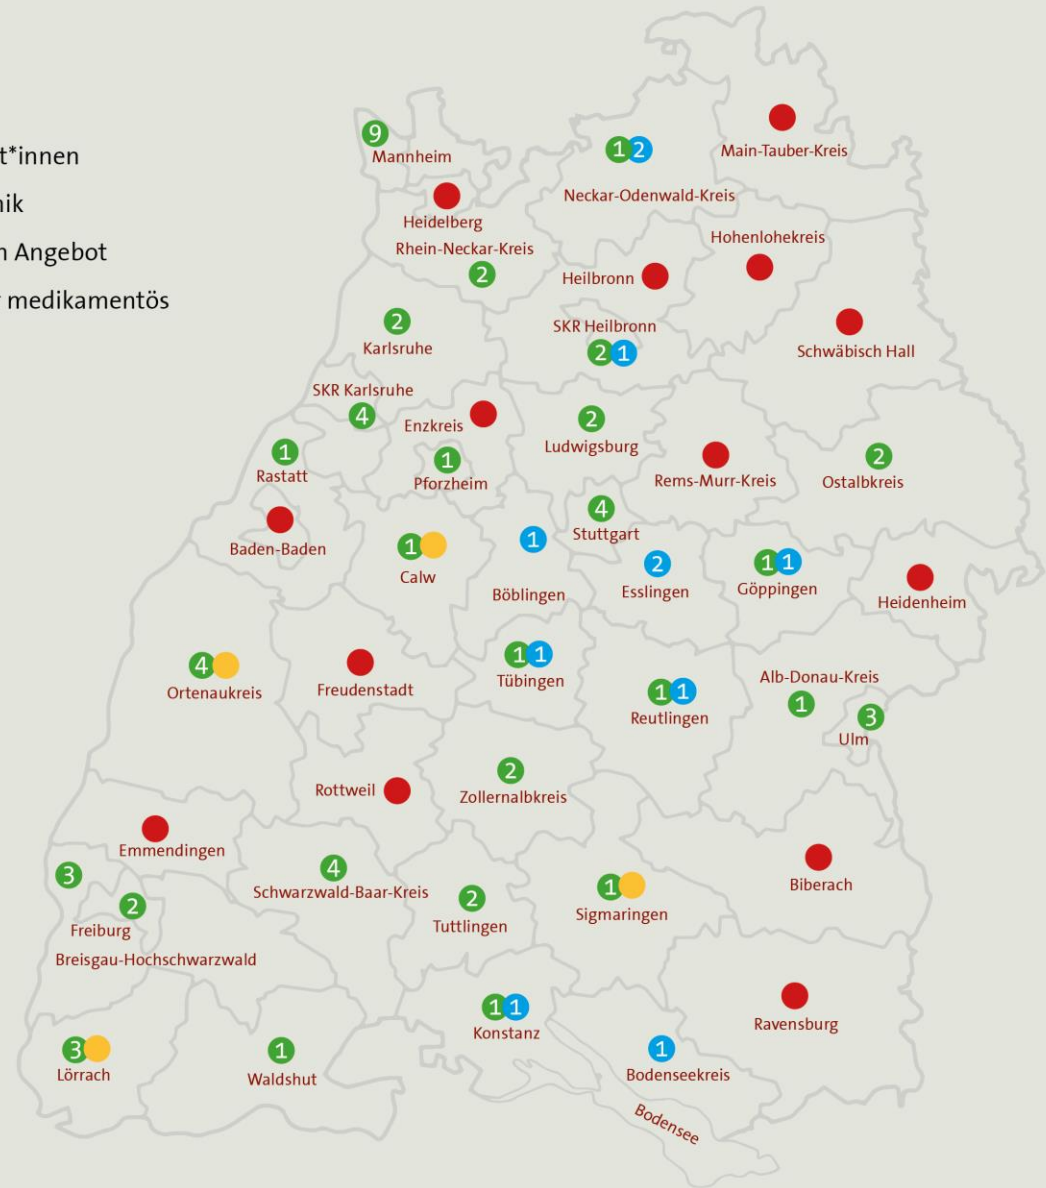 t*innen
nik
n Angebot
r medikamentös
9
Mannheim
Main-Tauber-Kreis
1 2
Neckar-Odenwald-Kreis
Heidelberg
Rhein-Neckar-Kreis
2
Hohenlohekreis
Heilbronn
SKR Heilbronn
2 1
Schwäbisch Hall
2
Karlsruhe
SKR Karlsruhe
4
Enzkreis
1
Pforzheim
2
Ludwigsburg
Rems-Murr-Kreis
2
Ostalbkreis
1
Rastatt
Baden-Baden
1
Calw
1
Böblingen
4
Stuttgart
2
Esslingen
1 1
Göppingen
Heidenheim
4
Ortenaukreis
Freudenstadt
1 1
Tübingen
1 1
Reutlingen
Alb-Donau-Kreis
1
3
Ulm
Rottweil
2
Zollernalbkreis
Emmendingen
3
2
Freiburg
Breisgau-Hochschwarzwald
4
Schwarzwald-Baar-Kreis
2
Tuttlingen
1
Sigmaringen
Biberach
3
Lörrach
1
Waldshut
1 1
Konstanz
1
Bodenseekreis
Ravensburg
Bodensee